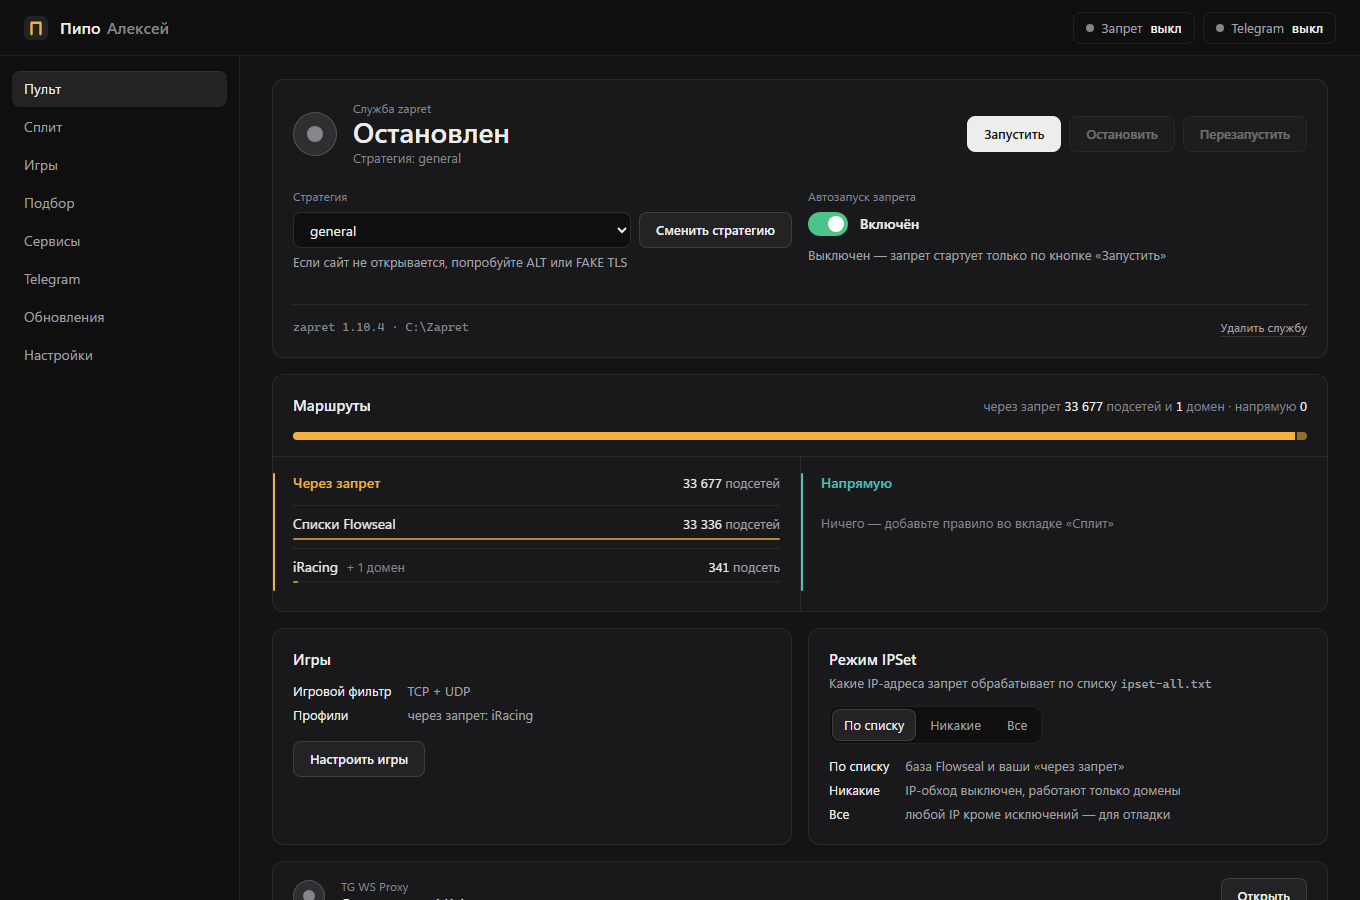 П Пипо Алексей
Запрет выкл
Telegram выкл
Пульт
Сплит
Игры
Подбор
Сервисы
Telegram
Обновления
Настройки
Служба zapret
Остановлен
Стратегия: general
Запустить
Остановить
Перезапустить
Стратегия
general
Сменить стратегию
Если сайт не открывается, попробуйте ALT или FAKE TLS
Автозапуск запрета
Включён
Выключен — запрет стартует только по кнопке «Запустить»
zapret 1.10.4 · C:\Zapret
Удалить службу
Маршруты
через запрет 33 677 подсетей и 1 домен · напрямую 0
Через запрет
33 677 подсетей
Списки Flowseal
33 336 подсетей
iRacing + 1 домен
341 подсеть
Напрямую
Ничего — добавьте правило во вкладке «Сплит»
Игры
Игровой фильтр TCP + UDP
Профили через запрет: iRacing
Настроить игры
Режим IPSet
Какие IP-адреса запрет обрабатывает по списку ipset-all.txt
По списку
Никакие
Все
По списку база Flowseal и ваши «через запрет»
Никакие IP-обход выключен, работают только домены
Все любой IP кроме исключений — для отладки
TG WS Proxy
Открыть